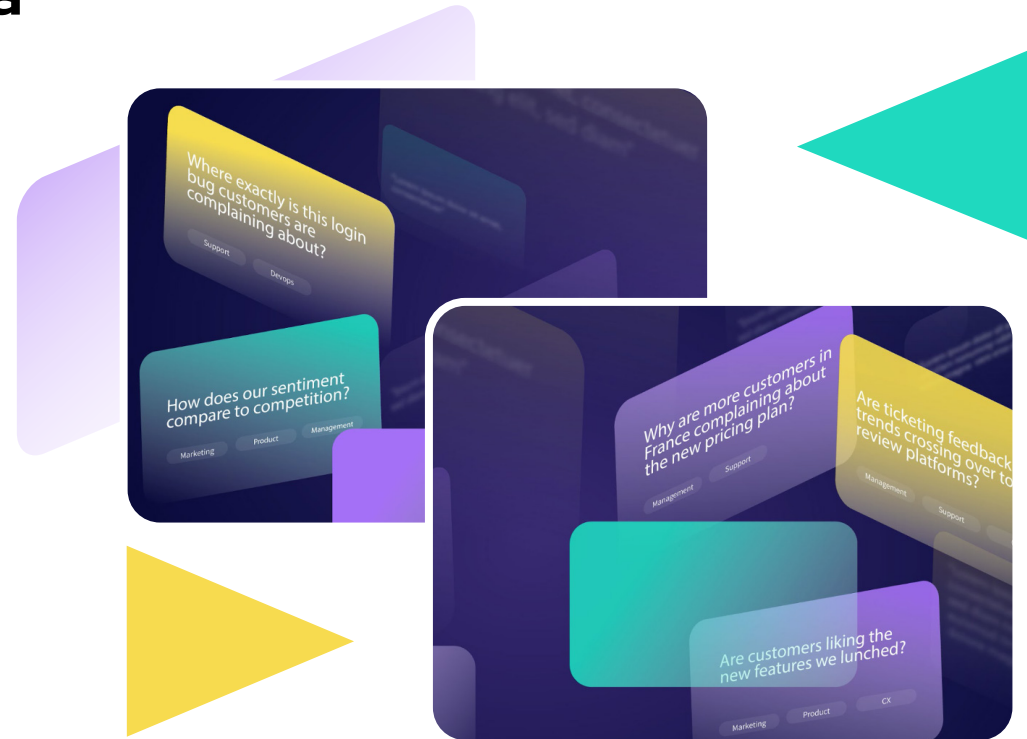 Where exactly is this login
bug customers are
complaining about?
Support
Devops
How does our sentiment
compare to competition?
Marketing
Product
Management
Why are more customers in
France complaining about
the new pricing plan?
Management
Support
Are ticketing feedback
trends crossing over to
review platforms?
Management
Support
Are customers liking the
new features we lunched?
Marketing
Product
CX